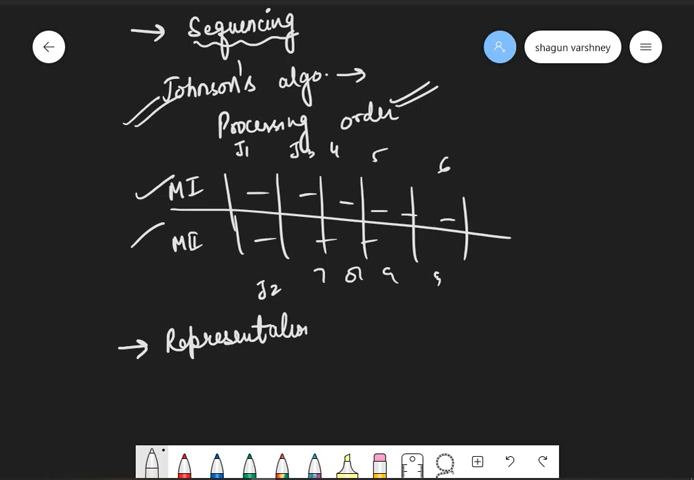 → Sequencing
shagun varshney
Johnson's algo. →
Processing order
J1 J3 4 5 6
MI
MII
J2 7 8 9
→ Representation